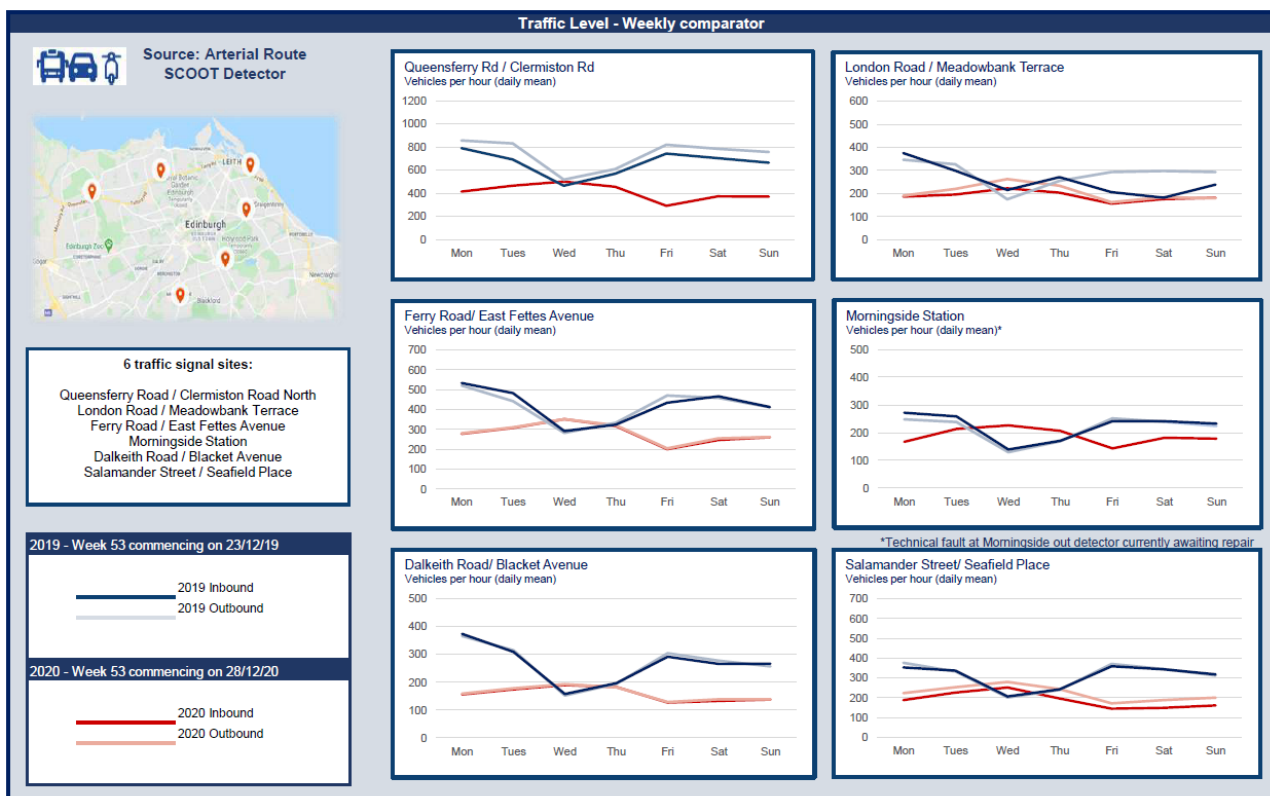 Traffic Level - Weekly comparator
Source: Arterial Route
SCOOT Detector
LEITH
Edinburgh
Craigentinny
Holyrood Park
Edinburgh Zoo
Blackford
Gogar
Newcraighall
6 traffic signal sites:
Queensferry Road / Clermiston Road North
London Road / Meadowbank Terrace
Ferry Road / East Fettes Avenue
Morningside Station
Dalkeith Road / Blacket Avenue
Salamander Street / Seafield Place
2019 - Week 53 commencing on 23/12/19
2019 Inbound
2019 Outbound
2020 - Week 53 commencing on 28/12/20
2020 Inbound
2020 Outbound
Queensferry Rd / Clermiston Rd
Vehicles per hour (daily mean)
1200
1000
800
600
400
200
0
Mon Tues Wed Thu Fri Sat Sun
London Road / Meadowbank Terrace
Vehicles per hour (daily mean)
600
500
400
300
200
100
0
Mon Tues Wed Thu Fri Sat Sun
Ferry Road/ East Fettes Avenue
Vehicles per hour (daily mean)
700
600
500
400
300
200
100
0
Mon Tues Wed Thu Fri Sat Sun
Morningside Station
Vehicles per hour (daily mean)*
500
400
300
200
100
0
Mon Tues Wed Thu Fri Sat Sun
*Technical fault at Morningside out detector currently awaiting repair
Dalkeith Road/ Blacket Avenue
Vehicles per hour (daily mean)
500
400
300
200
100
0
Mon Tues Wed Thu Fri Sat Sun
Salamander Street/ Seafield Place
Vehicles per hour (daily mean)
700
600
500
400
300
200
100
0
Mon Tues Wed Thu Fri Sat Sun